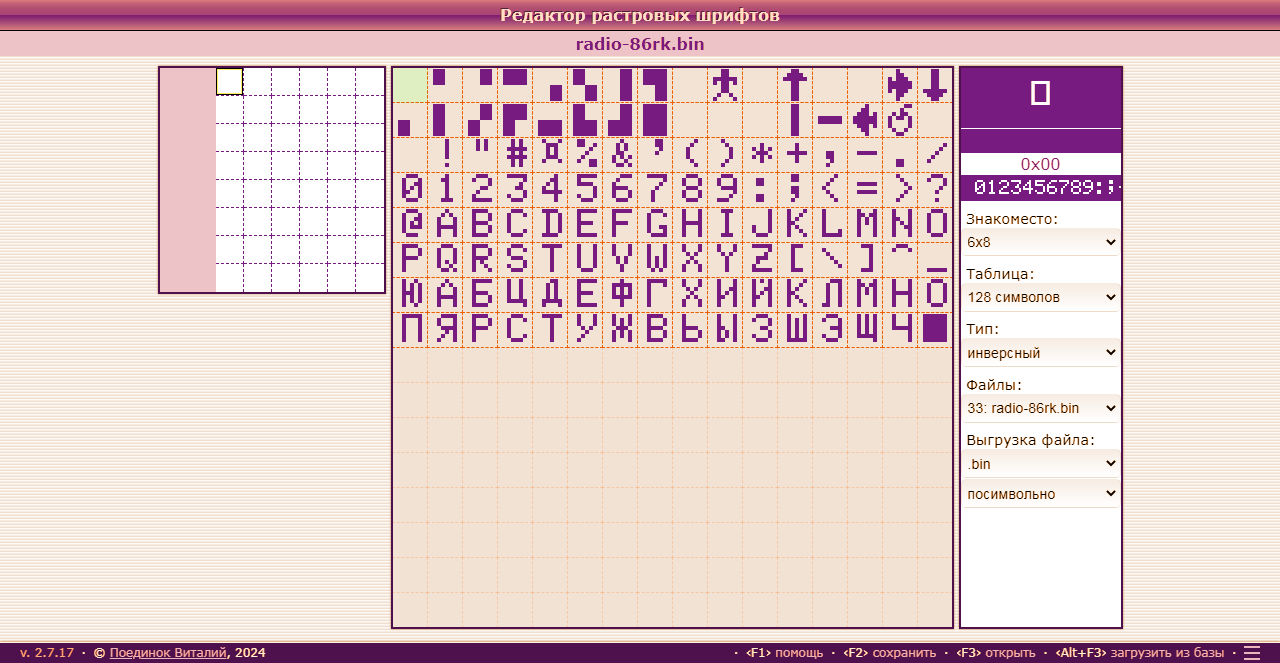 Редактор растровых шрифтов
radio-86rk.bin
! " # ¤ % & ' ( ) * + , - . /
0 1 2 3 4 5 6 7 8 9 : ; < = > ?
@ A B C D E F G H I J K L M N O
P Q R S T U V W X Y Z [ \ ] ^ _
Ю А Б Ц Д Е Ф Г Х И Й К Л М Н О
П Я Р С Т У Ж В Ь Ы З Ш Э Щ Ч
0x00
0123456789:;
Знакоместо:
6x8
Таблица:
128 символов
Тип:
инверсный
Файлы:
33: radio-86rk.bin
Выгрузка файла:
.bin
посимвольно
v. 2.7.17 · © Поединок Виталий, 2024
· ‹F1› помощь · ‹F2› сохранить · ‹F3› открыть · ‹Alt+F3› загрузить из базы ·